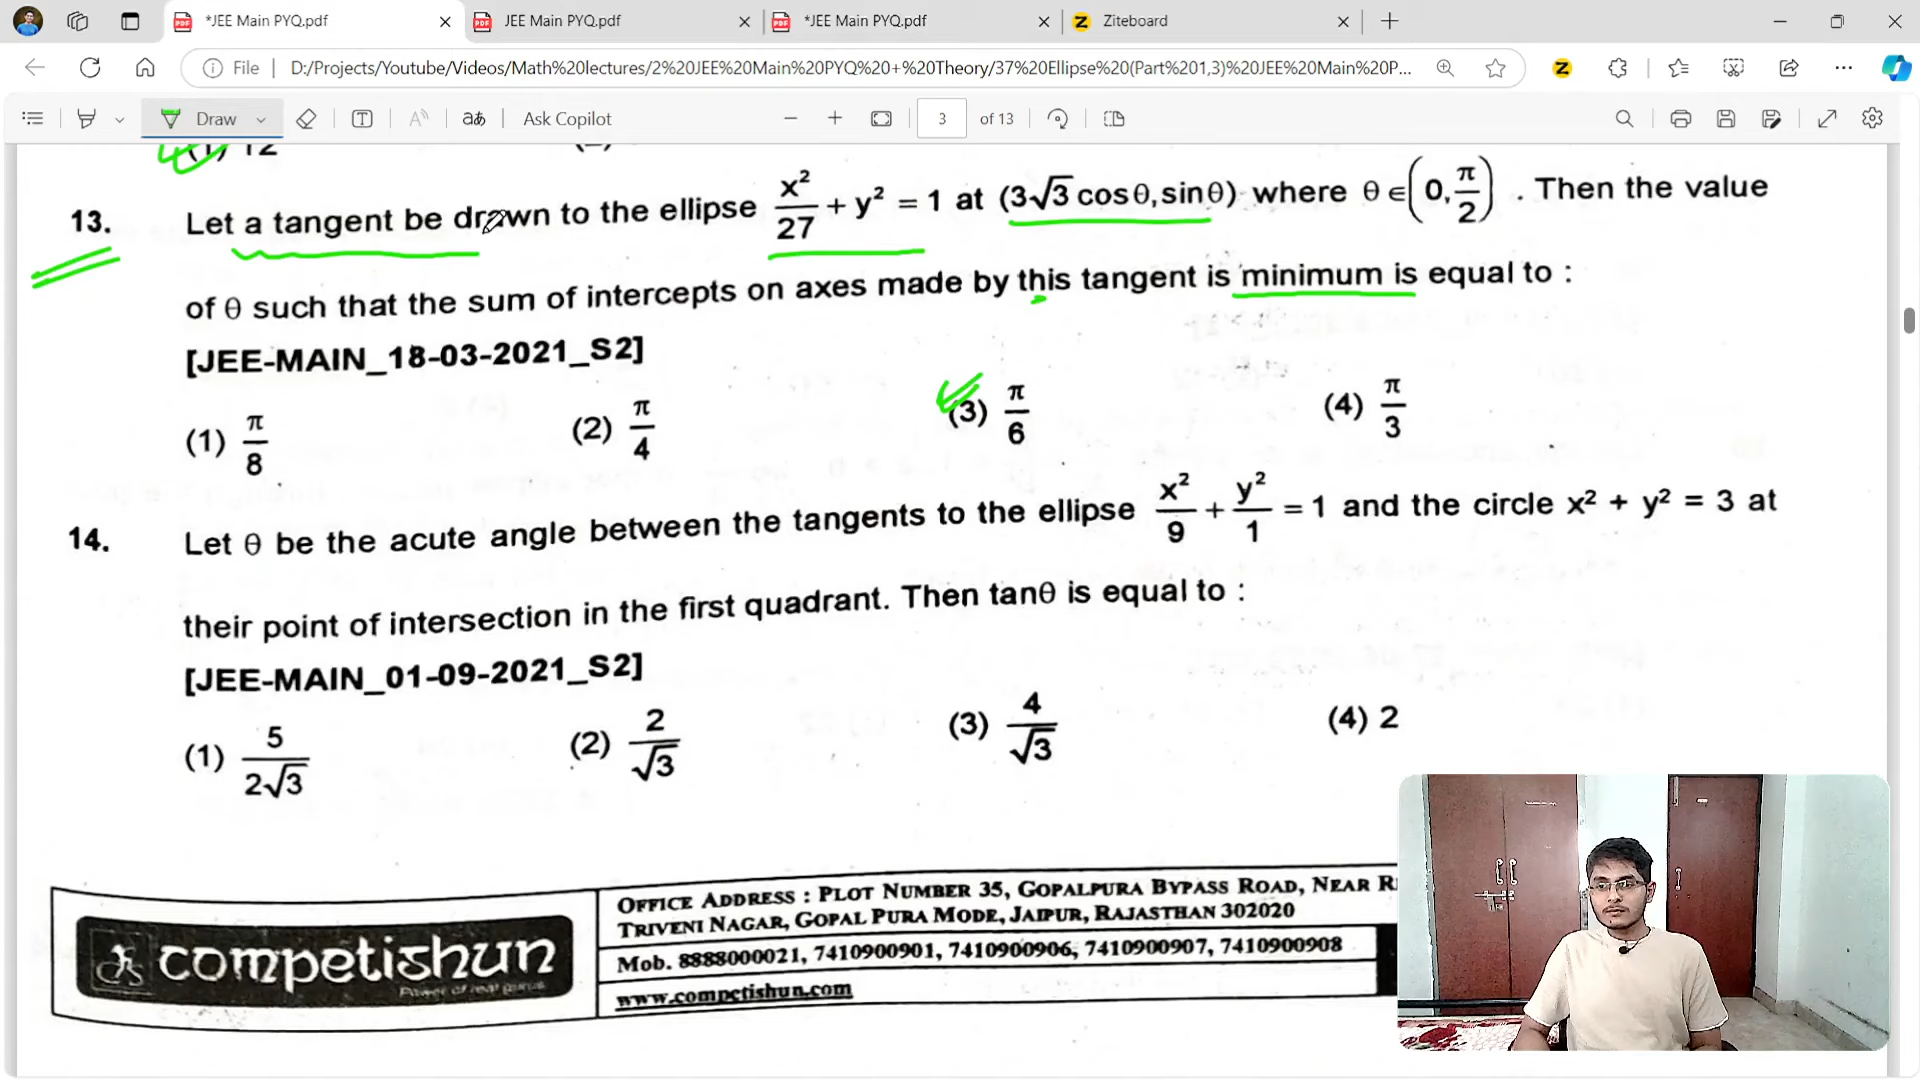 *JEE Main PYQ.pdf
JEE Main PYQ.pdf
*JEE Main PYQ.pdf
Ziteboard
File | D:/Projects/Youtube/Videos/Math%20lectures/2%20JEE%20Main%20PYQ%20+%20Theory/37%20Ellipse%20(Part%201,3)%20JEE%20Main%20P...
Draw
Ask Copilot
3 of 13
(1) 12
13. Let a tangent be drawn to the ellipse x²/27 + y² = 1 at (3√3 cosθ, sinθ) where θ ∈ (0, π/2) . Then the value
of θ such that the sum of intercepts on axes made by this tangent is minimum is equal to :
[JEE-MAIN_18-03-2021_S2]
(1) π/8 (2) π/4 (3) π/6 (4) π/3
14. Let θ be the acute angle between the tangents to the ellipse x²/9 + y²/1 = 1 and the circle x² + y² = 3 at
their point of intersection in the first quadrant. Then tanθ is equal to :
[JEE-MAIN_01-09-2021_S2]
(1) 5/2√3 (2) 2/√3 (3) 4/√3 (4) 2
competishun
Power of real gurus
OFFICE ADDRESS : PLOT NUMBER 35, GOPALPURA BYPASS ROAD, NEAR
TRIVENI NAGAR, GOPAL PURA MODE, JAIPUR, RAJASTHAN 302020
Mob. 8888000021, 7410900901, 7410900906, 7410900907, 7410900908
www.competishun.com